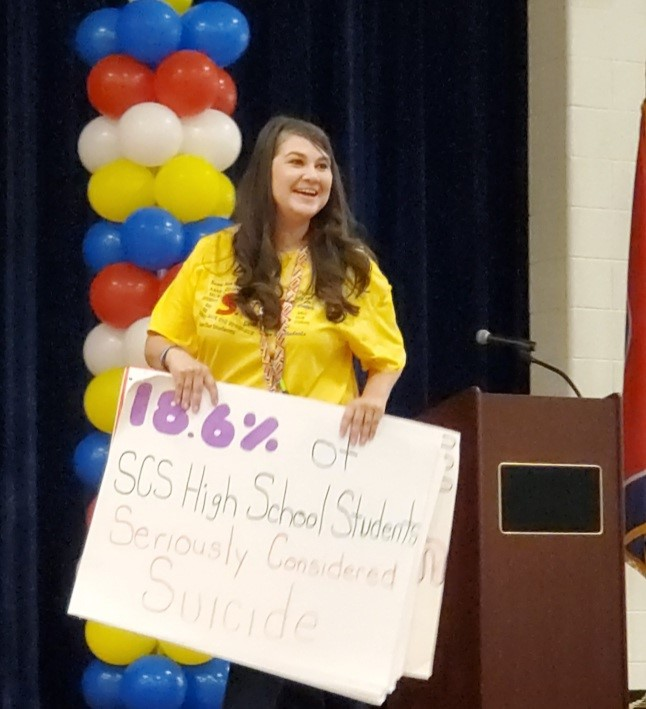 18.6% of
SCS High School Students
Seriously Considered
Suicide